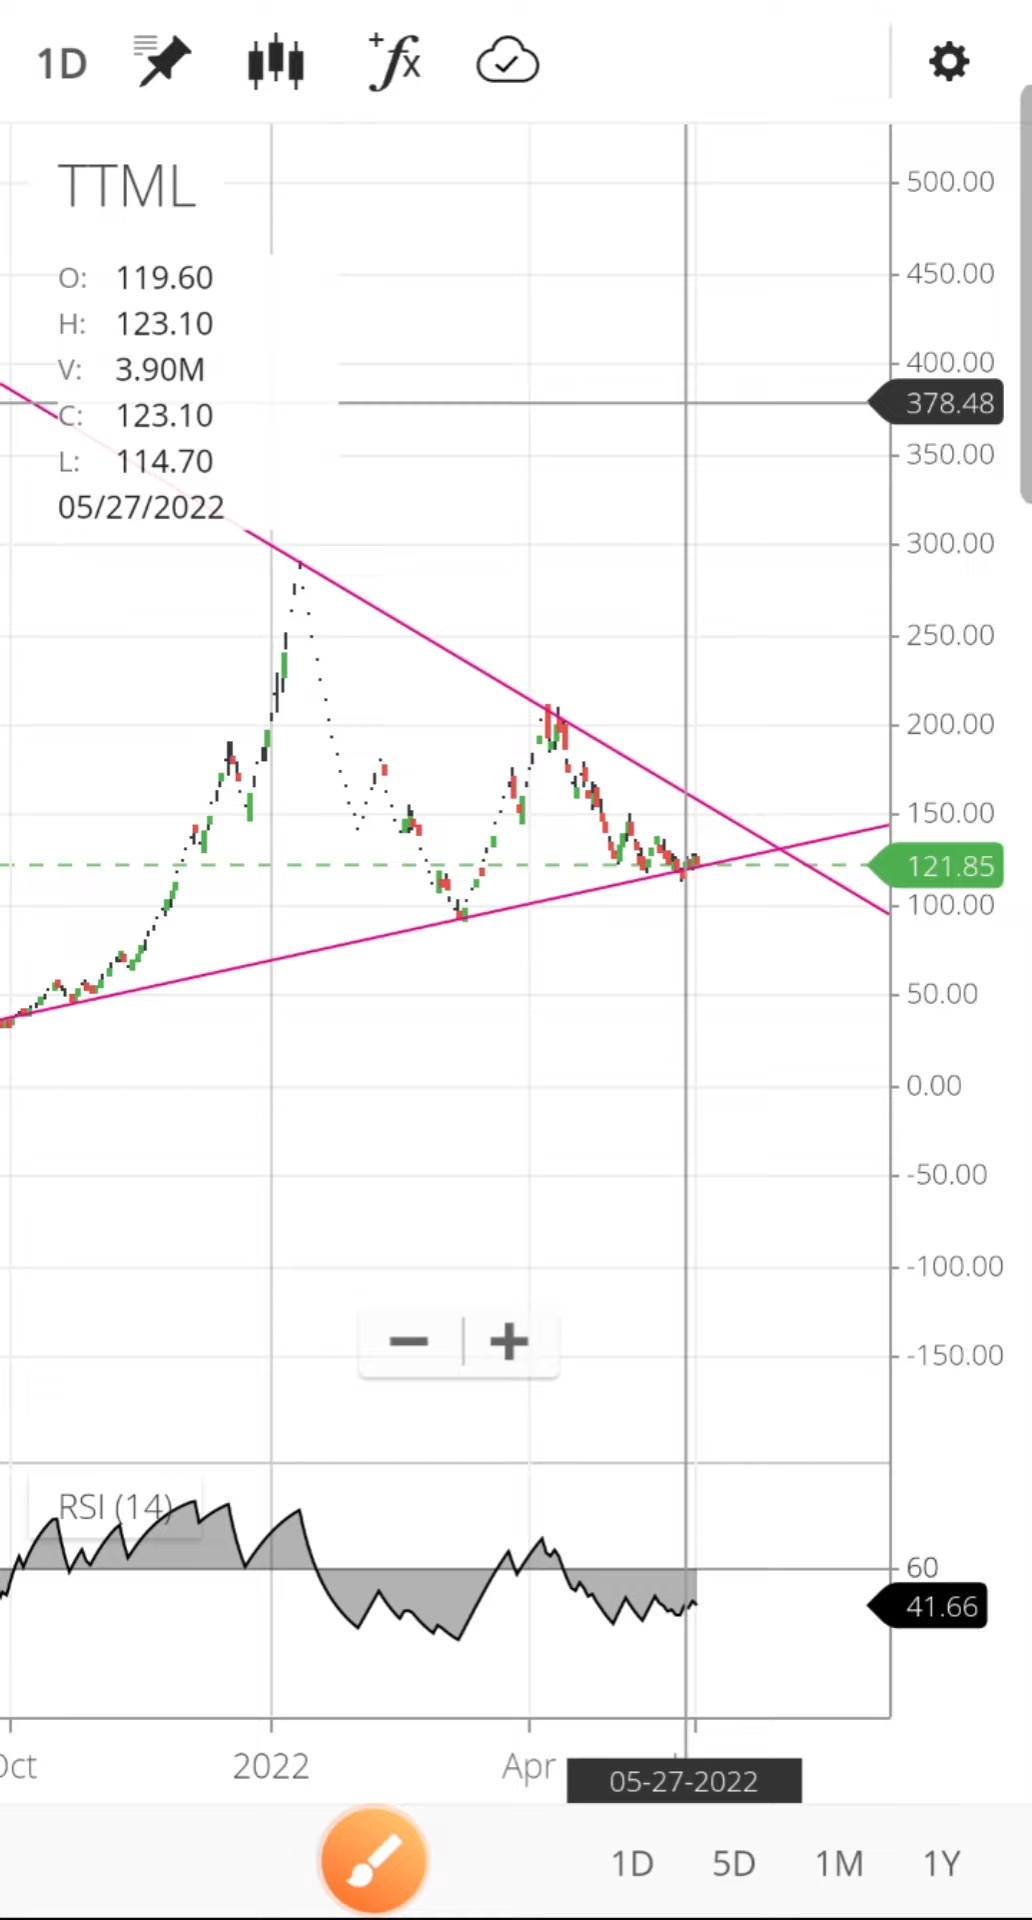 1D
+fx
TTML
O: 119.60
H: 123.10
V: 3.90M
C: 123.10
L: 114.70
05/27/2022
500.00
450.00
400.00
378.48
350.00
300.00
250.00
200.00
150.00
121.85
100.00
50.00
0.00
-50.00
-100.00
-150.00
RSI (14)
60
41.66
Oct 2022 Apr 05-27-2022
1D 5D 1M 1Y